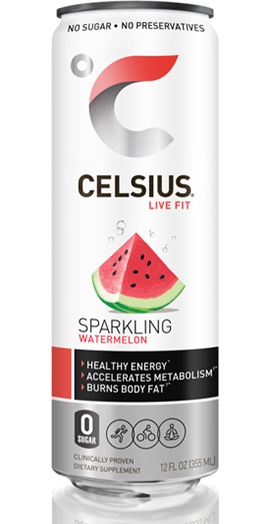 NO SUGAR • NO PRESERVATIVES
CELSIUS®
LIVE FIT
SPARKLING
WATERMELON
HEALTHY ENERGY*
ACCELERATES METABOLISM†*
BURNS BODY FAT†*
0
SUGAR
CLINICALLY PROVEN
DIETARY SUPPLEMENT
12 FL OZ (355 ML)